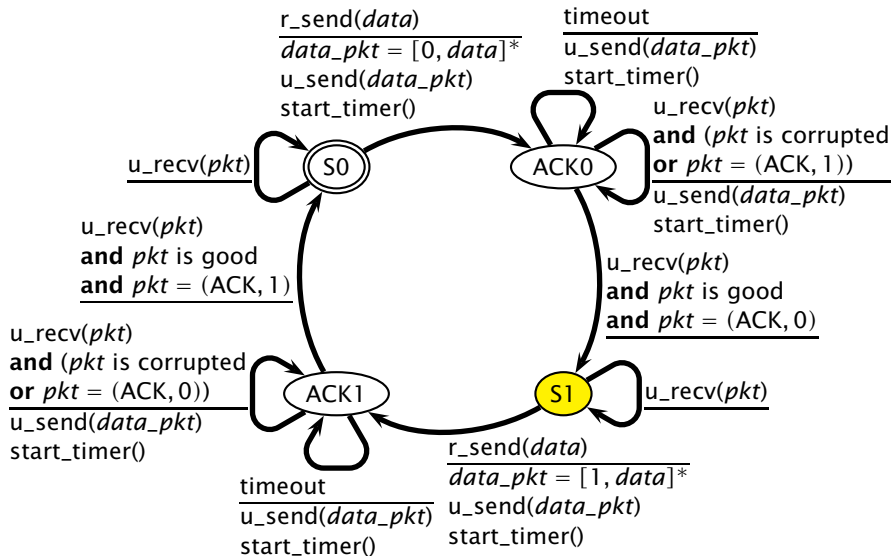 r_send(data)
data_pkt = [0, data]*
u_send(data_pkt)
start_timer()
timeout
u_send(data_pkt)
start_timer()
u_recv(pkt)
and (pkt is corrupted
or pkt = (ACK, 1))
u_send(data_pkt)
start_timer()
u_recv(pkt)
S0
ACK0
u_recv(pkt)
and pkt is good
and pkt = (ACK, 1)
u_recv(pkt)
and pkt is good
and pkt = (ACK, 0)
u_recv(pkt)
and (pkt is corrupted
or pkt = (ACK, 0))
u_send(data_pkt)
start_timer()
ACK1
S1
u_recv(pkt)
timeout
u_send(data_pkt)
start_timer()
r_send(data)
data_pkt = [1, data]*
u_send(data_pkt)
start_timer()